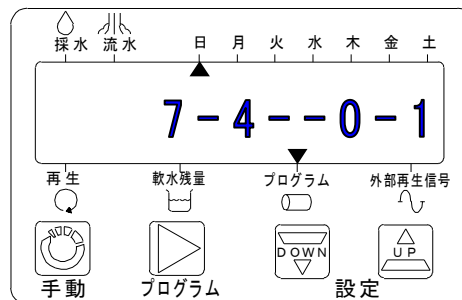 採水 流水 日 月 火 水 木 金 土
7-4--0-1
再生 軟水残量 プログラム 外部再生信号
DOWN UP
手動 プログラム 設定